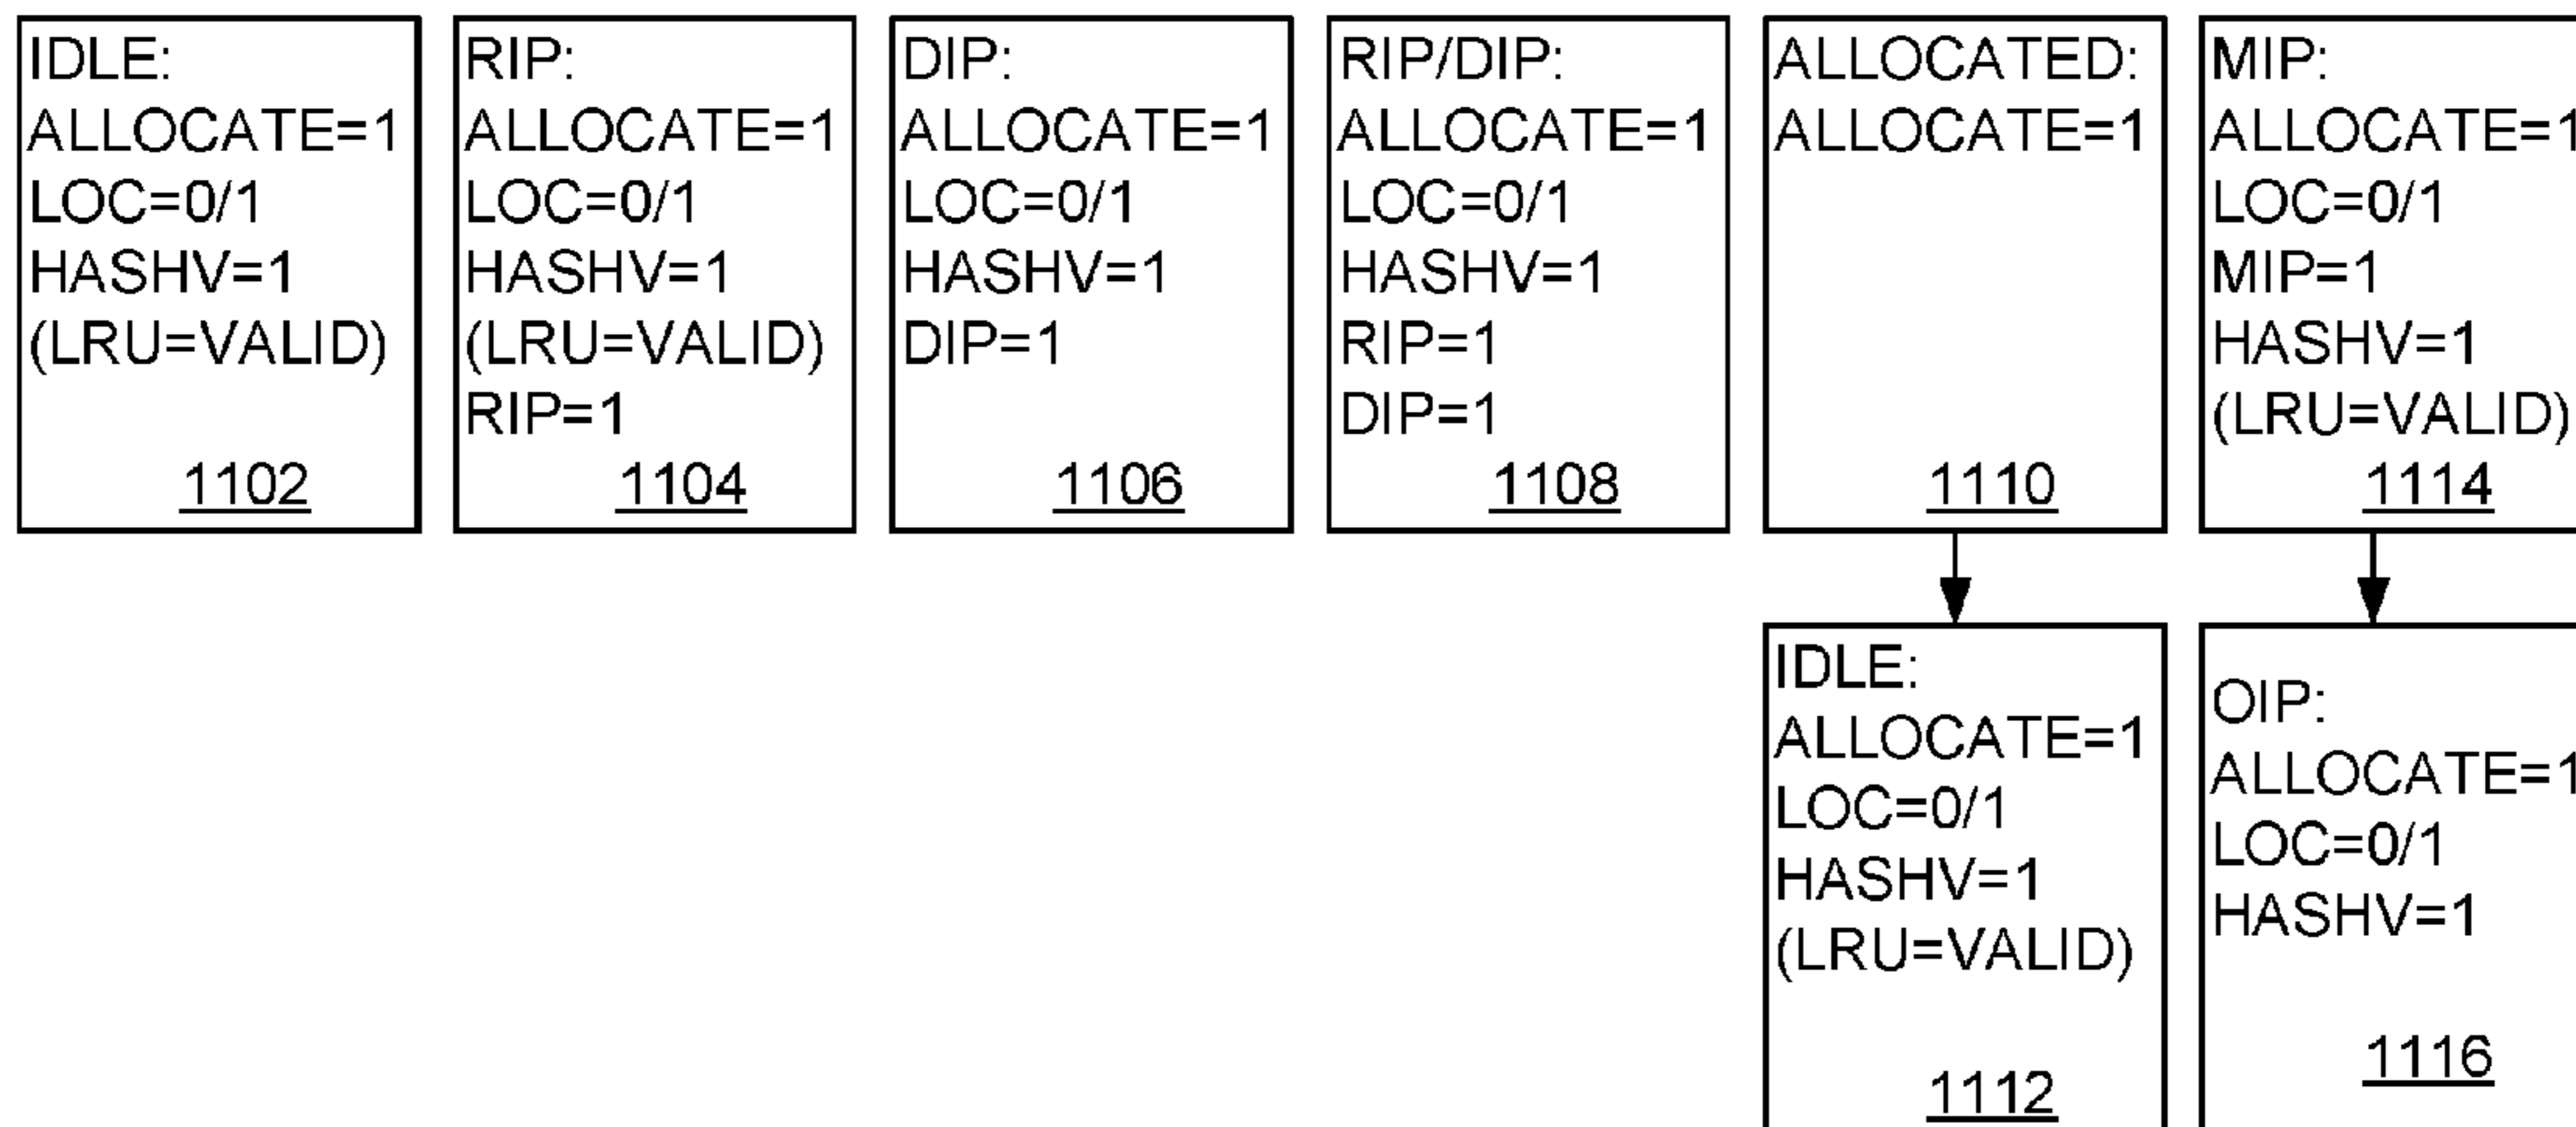 IDLE:
ALLOCATE=1
LOC=0/1
HASHV=1
(LRU=VALID)
1102
RIP:
ALLOCATE=1
LOC=0/1
HASHV=1
(LRU=VALID)
RIP=1
1104
DIP:
ALLOCATE=1
LOC=0/1
HASHV=1
DIP=1
1106
RIP/DIP:
ALLOCATE=1
LOC=0/1
HASHV=1
RIP=1
DIP=1
1108
ALLOCATED:
ALLOCATE=1
1110
MIP:
ALLOCATE=1
LOC=0/1
MIP=1
HASHV=1
(LRU=VALID)
1114
IDLE:
ALLOCATE=1
LOC=0/1
HASHV=1
(LRU=VALID)
1112
OIP:
ALLOCATE=1
LOC=0/1
HASHV=1
1116